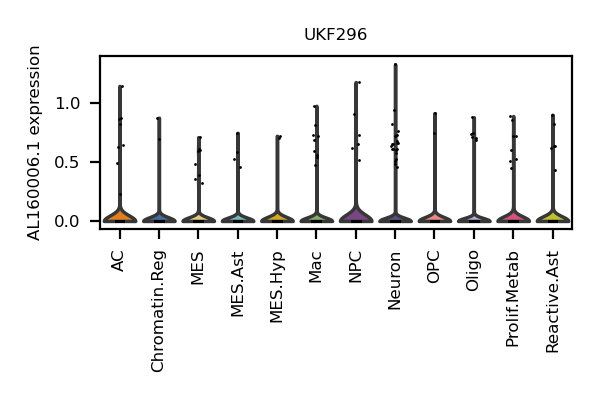 UKF296
AL160006.1 expression
1.0
0.5
0.0
AC
Chromatin.Reg
MES
MES.Ast
MES.Hyp
Mac
NPC
Neuron
OPC
Oligo
Prolif.Metab
Reactive.Ast